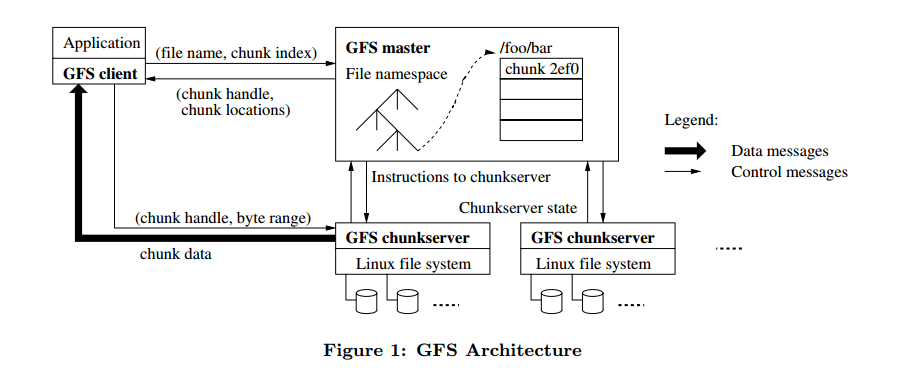 Application
GFS client
(file name, chunk index)
(chunk handle,
chunk locations)
GFS master
File namespace
/foo/bar
chunk 2ef0
Legend:
Data messages
Control messages
Instructions to chunkserver
Chunkserver state
(chunk handle, byte range)
chunk data
GFS chunkserver
Linux file system
GFS chunkserver
Linux file system
Figure 1: GFS Architecture